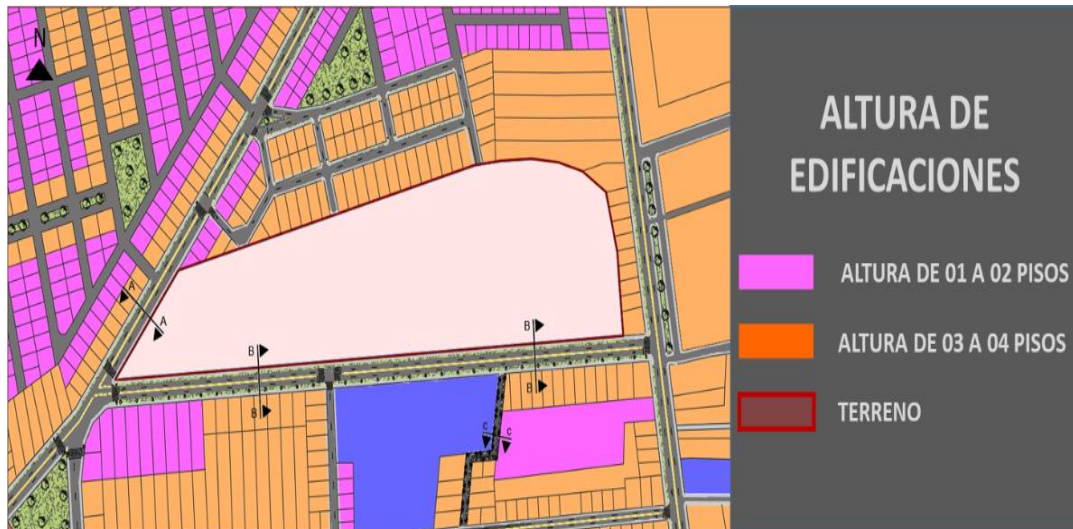 N
A
A
B
B
B
B
c
c
ALTURA DE
EDIFICACIONES
ALTURA DE 01 A 02 PISOS
ALTURA DE 03 A 04 PISOS
TERRENO